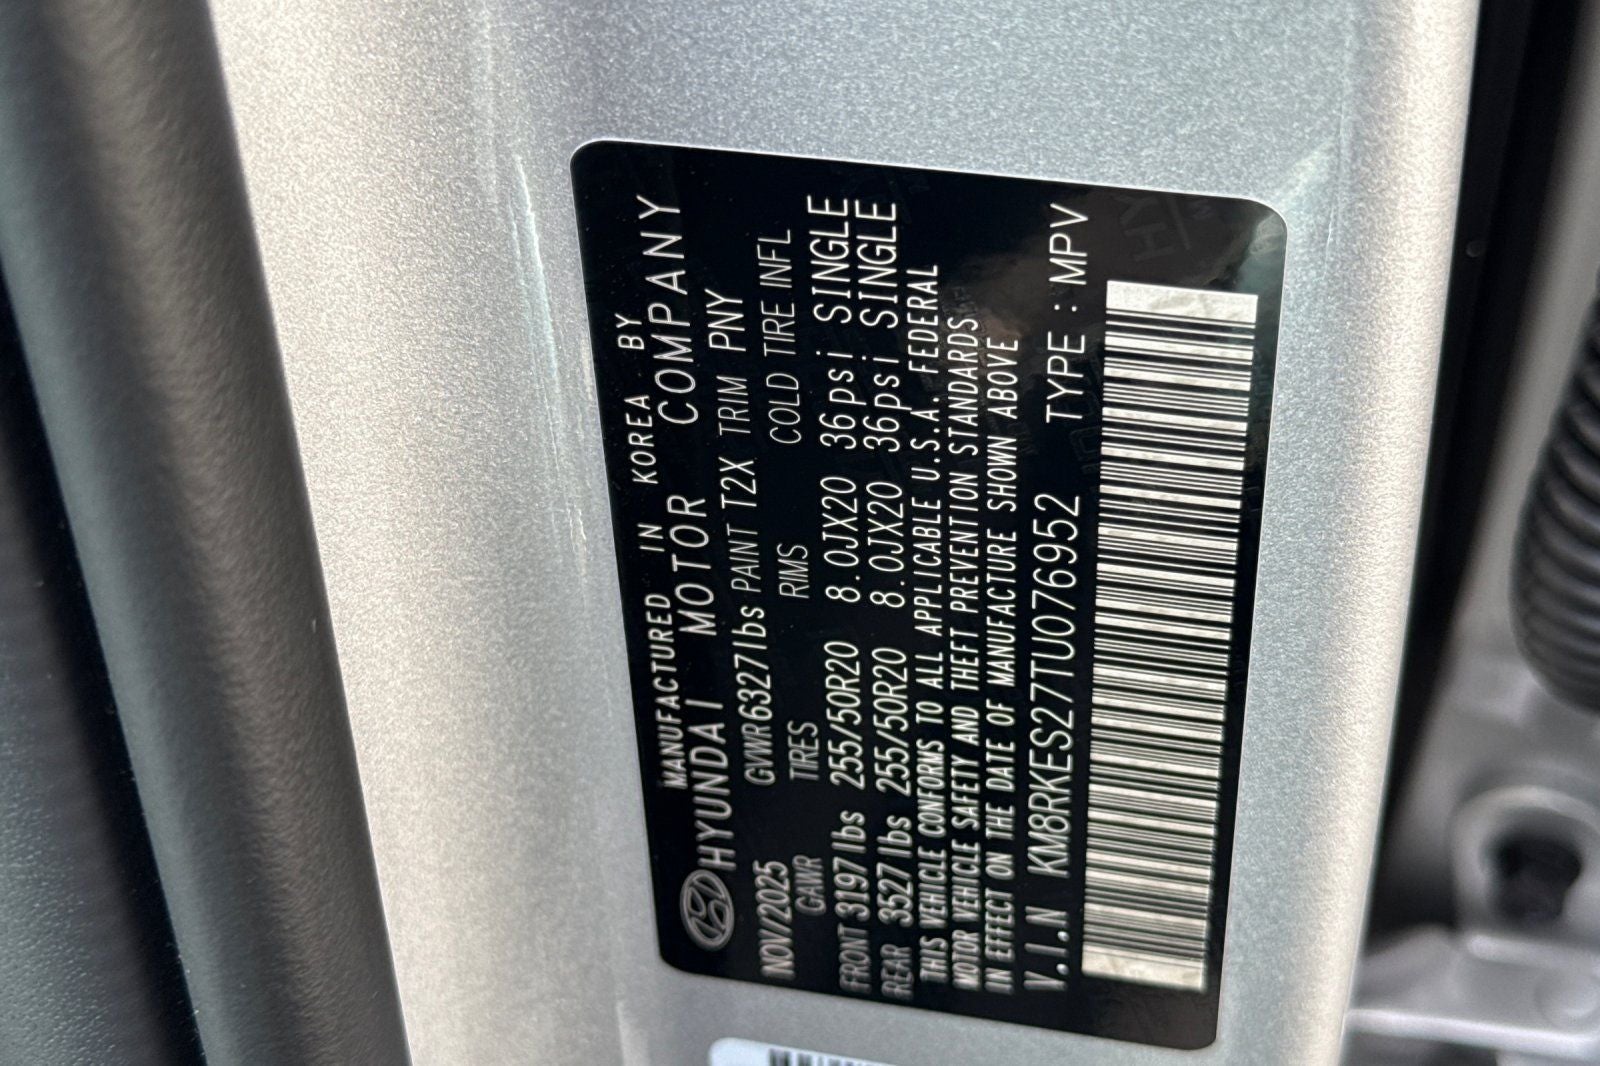 MANUFACTURED IN KOREA BY
HYUNDAI MOTOR COMPANY
NOV/2025 GVWR 6327lbs PAINT T2X TRIM PNY
GAWR TIRES RIMS COLD TIRE INFL
FRONT 3197lbs 255/50R20 8.0JX20 36psi SINGLE
REAR 3527lbs 255/50R20 8.0JX20 36psi SINGLE
THIS VEHICLE CONFORMS TO ALL APPLICABLE U.S.A. FEDERAL
MOTOR VEHICLE SAFETY AND THEFT PREVENTION STANDARDS
IN EFFECT ON THE DATE OF MANUFACTURE SHOWN ABOVE
V.I.N KM8RKES27TU076952 TYPE : MPV